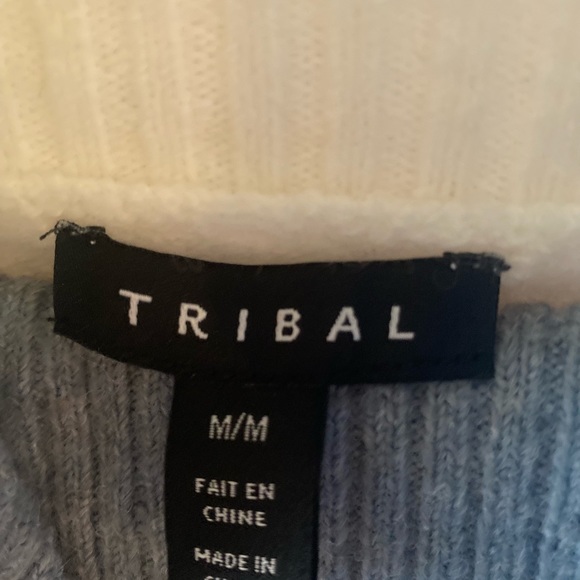 TRIBAL
M/M
FAIT EN
CHINE
MADE IN